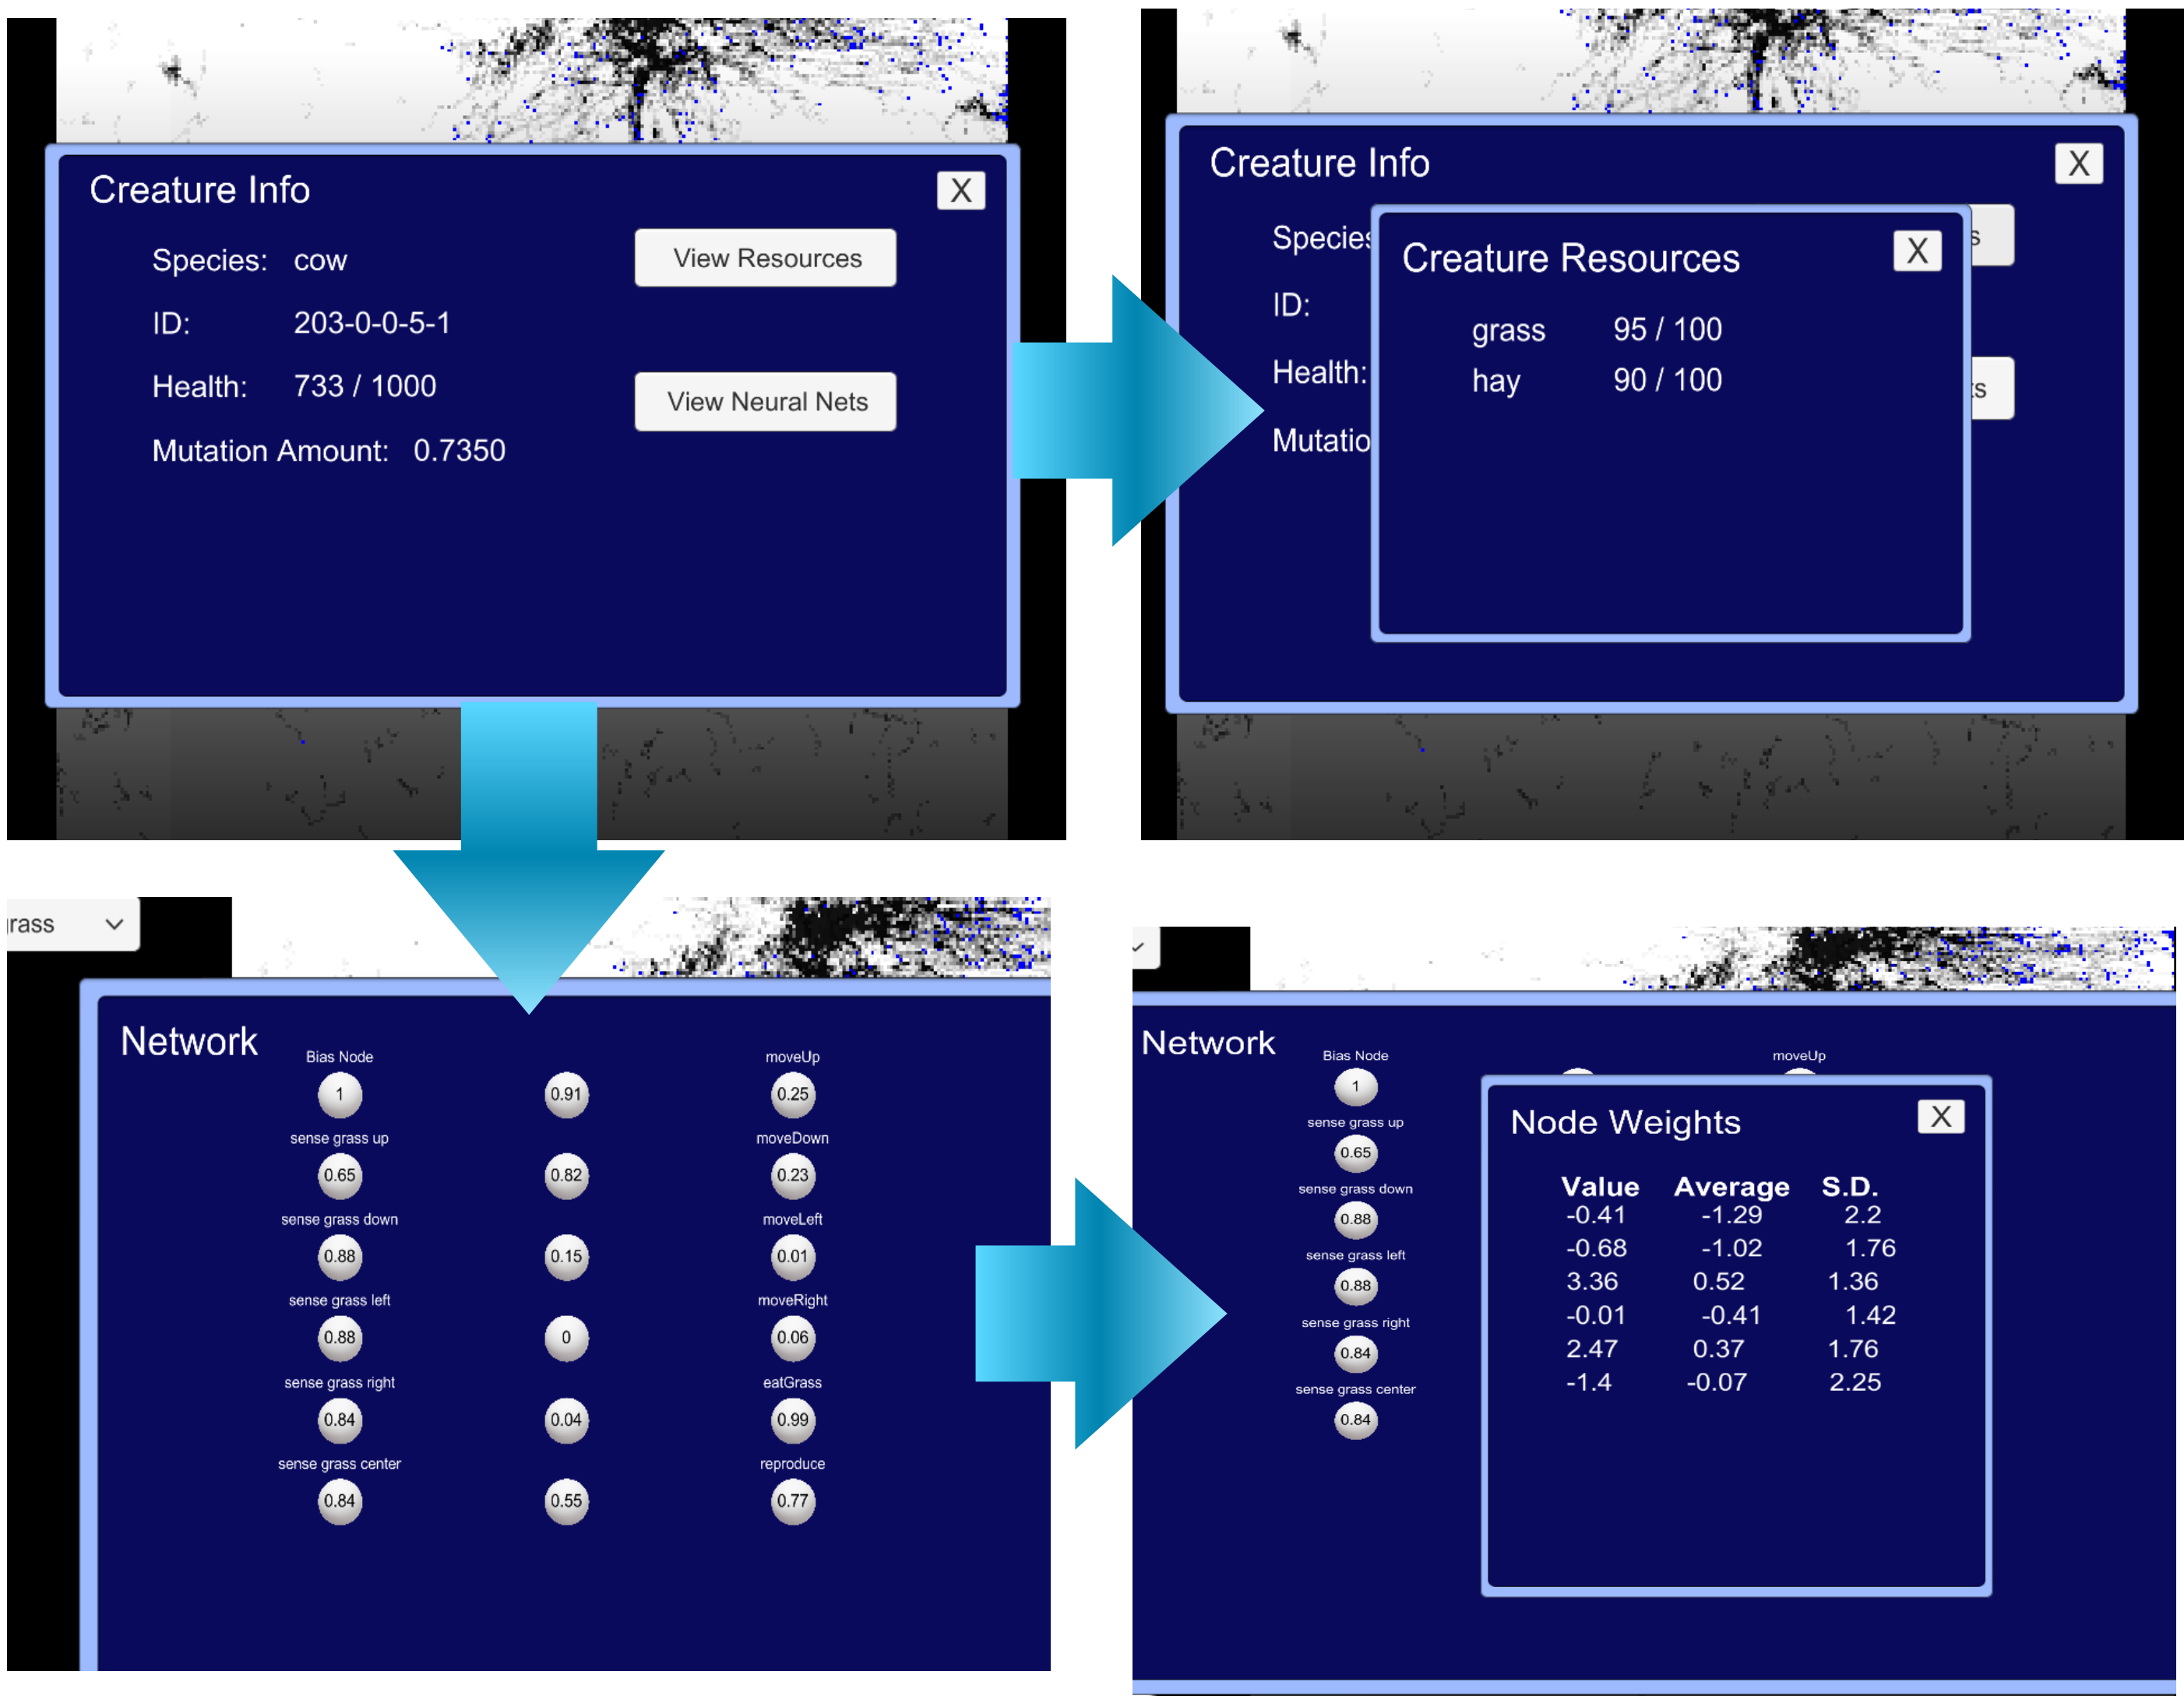 Creature Info X
Species: cow
View Resources
ID: 203-0-0-5-1
Health: 733 / 1000
View Neural Nets
Mutation Amount: 0.7350
Creature Info X
Species
ID:
Health:
Mutatio
s
ts
Creature Resources X
grass 95 / 100
hay 90 / 100
rass
Network
Bias Node moveUp
1 0.91 0.25
sense grass up moveDown
0.65 0.82 0.23
sense grass down moveLeft
0.88 0.15 0.01
sense grass left moveRight
0.88 0 0.06
sense grass right eatGrass
0.84 0.04 0.99
sense grass center reproduce
0.84 0.55 0.77
Network
Bias Node moveUp
1
sense grass up
0.65
sense grass down
0.88
sense grass left
0.88
sense grass right
0.84
sense grass center
0.84
Node Weights X
Value Average S.D.
-0.41 -1.29 2.2
-0.68 -1.02 1.76
3.36 0.52 1.36
-0.01 -0.41 1.42
2.47 0.37 1.76
-1.4 -0.07 2.25